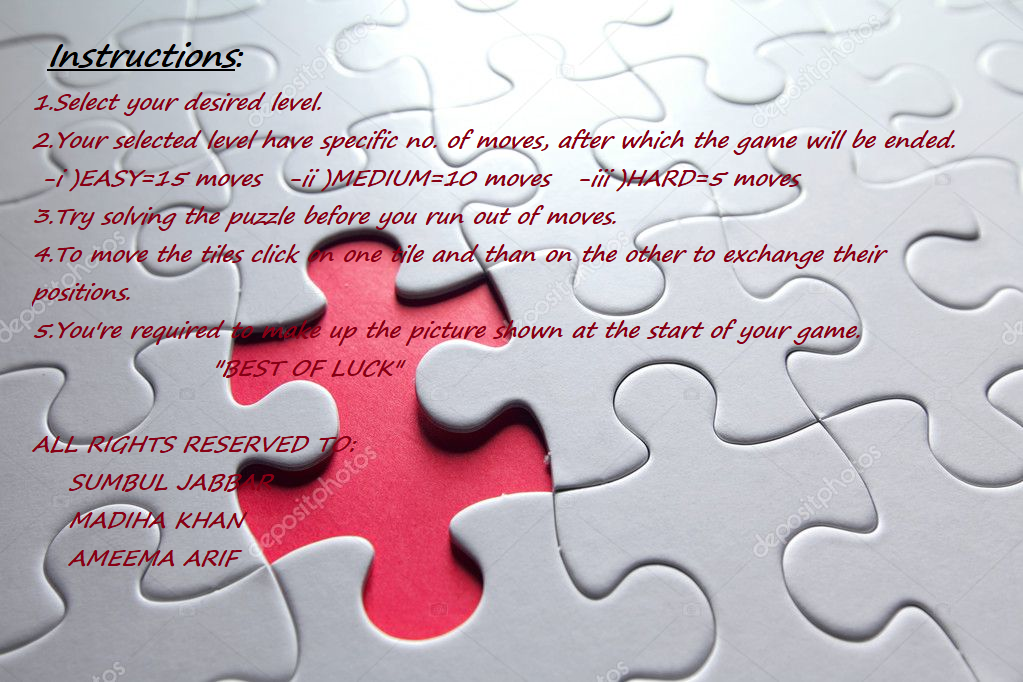 Instructions:
1.Select your desired level.
2.Your selected level have specific no. of moves, after which the game will be ended.
-i )EASY=15 moves -ii )MEDIUM=10 moves -iii )HARD=5 moves
3.Try solving the puzzle before you run out of moves.
4.To move the tiles click on one tile and than on the other to exchange their
positions.
5.You're required to make up the picture shown at the start of your game.
"BEST OF LUCK"
ALL RIGHTS RESERVED TO:
SUMBUL JABBAR
MADIHA KHAN
AMEEMA ARIF
depositphotos